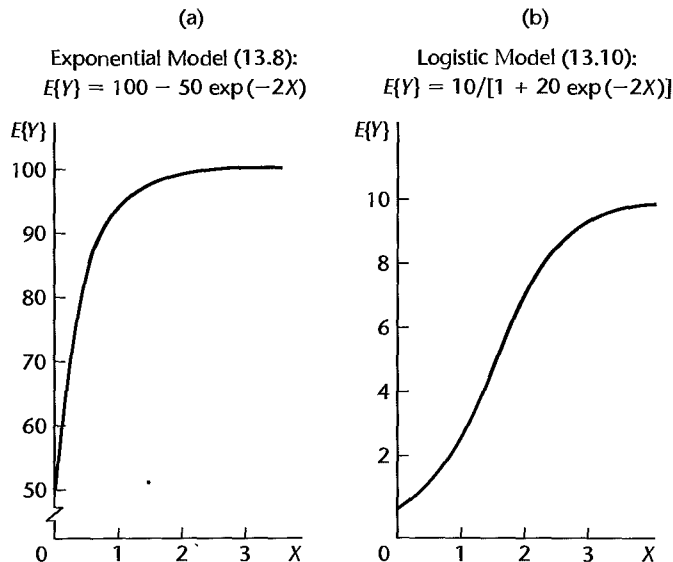 (a)
Exponential Model (13.8):
E{Y} = 100 − 50 exp(−2X)
E{Y}
100
90
80
70
60
50
0
1
2
3
X
(b)
Logistic Model (13.10):
E{Y} = 10/[1 + 20 exp(−2X)]
E{Y}
10
8
6
4
2
0
1
2
3
X